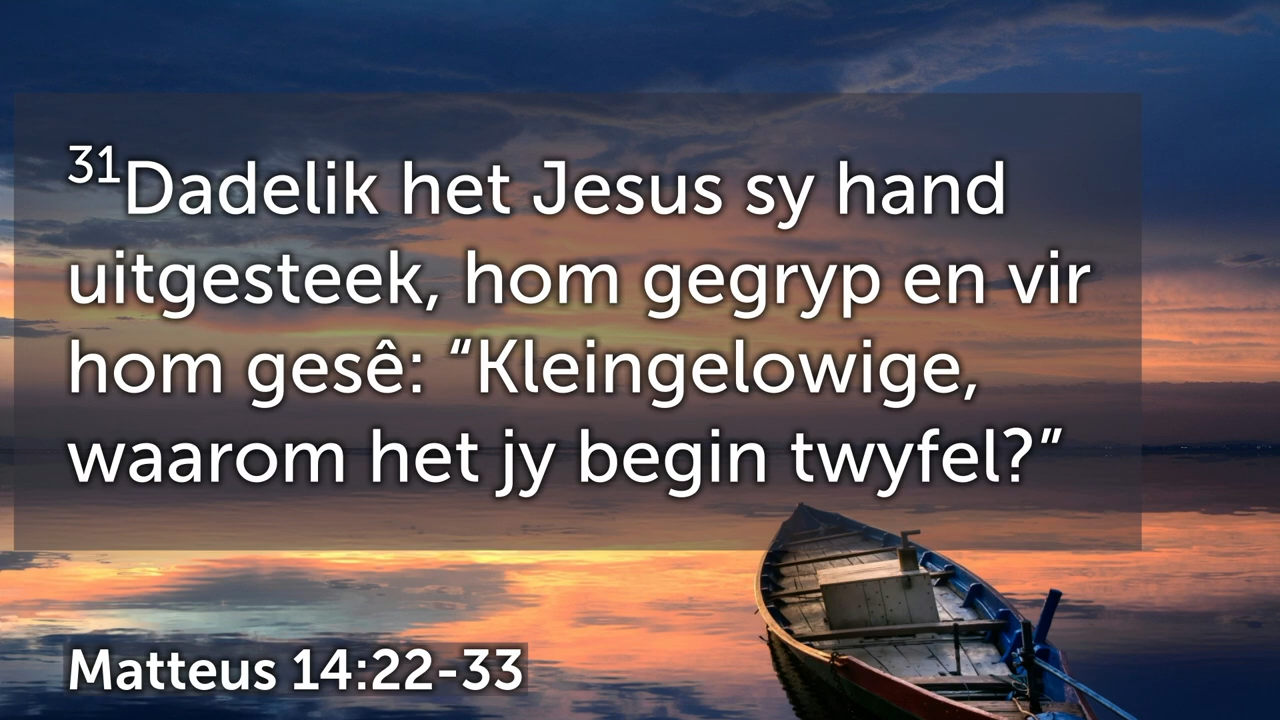 31Dadelik het Jesus sy hand
uitgesteek, hom gegryp en vir
hom gesê: “Kleingelowige,
waarom het jy begin twyfel?”
Matteus 14:22-33